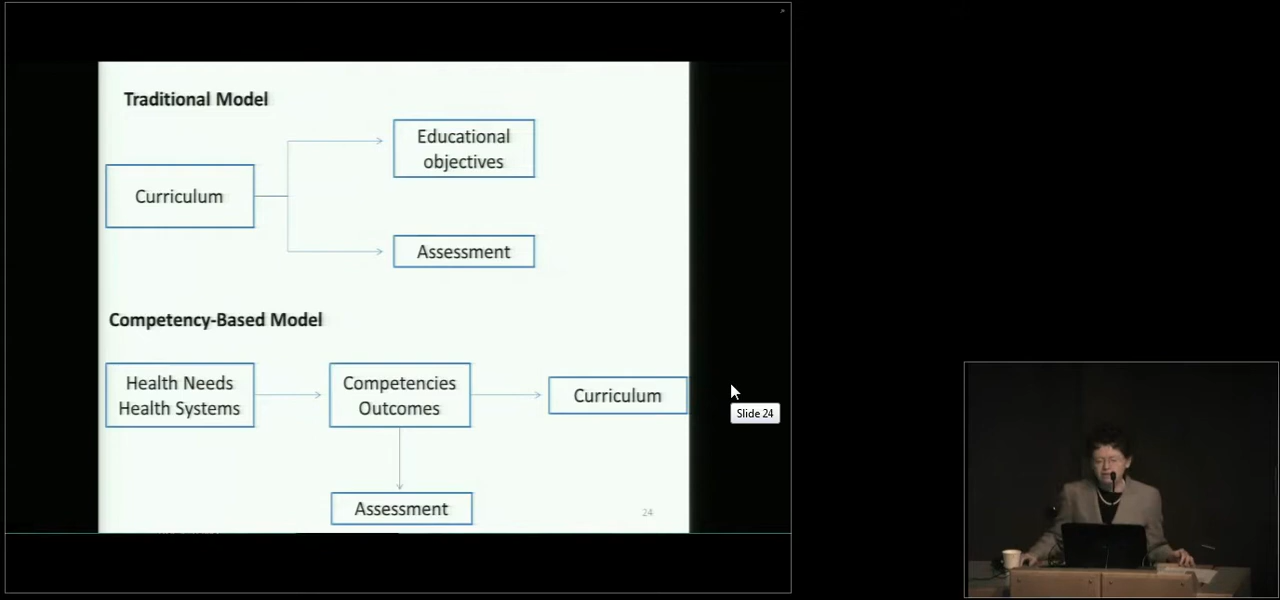 Traditional Model
Educational
objectives
Curriculum
Assessment
Competency-Based Model
Health Needs
Health Systems
Competencies
Outcomes
Curriculum
Slide 24
Assessment
24